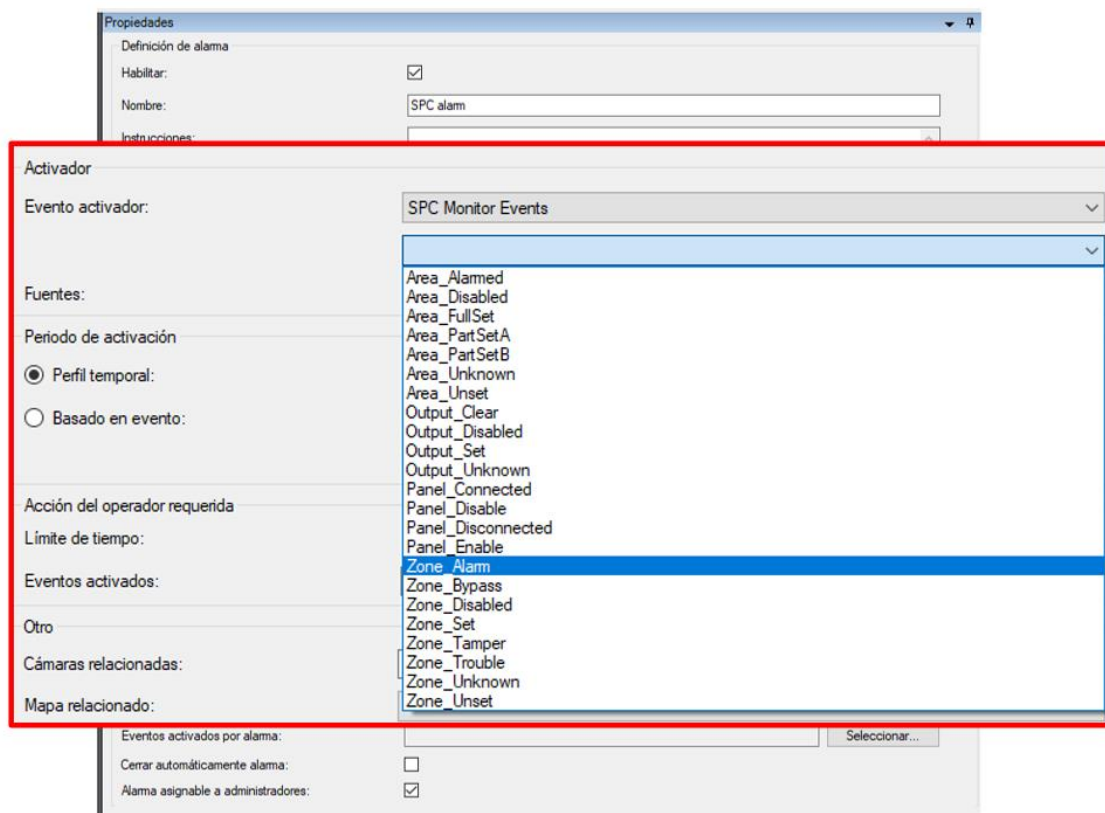 Propiedades
Definición de alarma
Habilitar:
Nombre: SPC alarm
Instrucciones:
Activador
Evento activador: SPC Monitor Events
Fuentes:
Periodo de activación
Perfil temporal:
Basado en evento:
Acción del operador requerida
Límite de tiempo:
Eventos activados:
Otro
Cámaras relacionadas:
Mapa relacionado:
Area_Alarmed
Area_Disabled
Area_FullSet
Area_PartSetA
Area_PartSetB
Area_Unknown
Area_Unset
Output_Clear
Output_Disabled
Output_Set
Output_Unknown
Panel_Connected
Panel_Disable
Panel_Disconnected
Panel_Enable
Zone_Alarm
Zone_Bypass
Zone_Disabled
Zone_Set
Zone_Tamper
Zone_Trouble
Zone_Unknown
Zone_Unset
Eventos activados por alarma: Seleccionar...
Cerrar automáticamente alarma:
Alarma asignable a administradores: